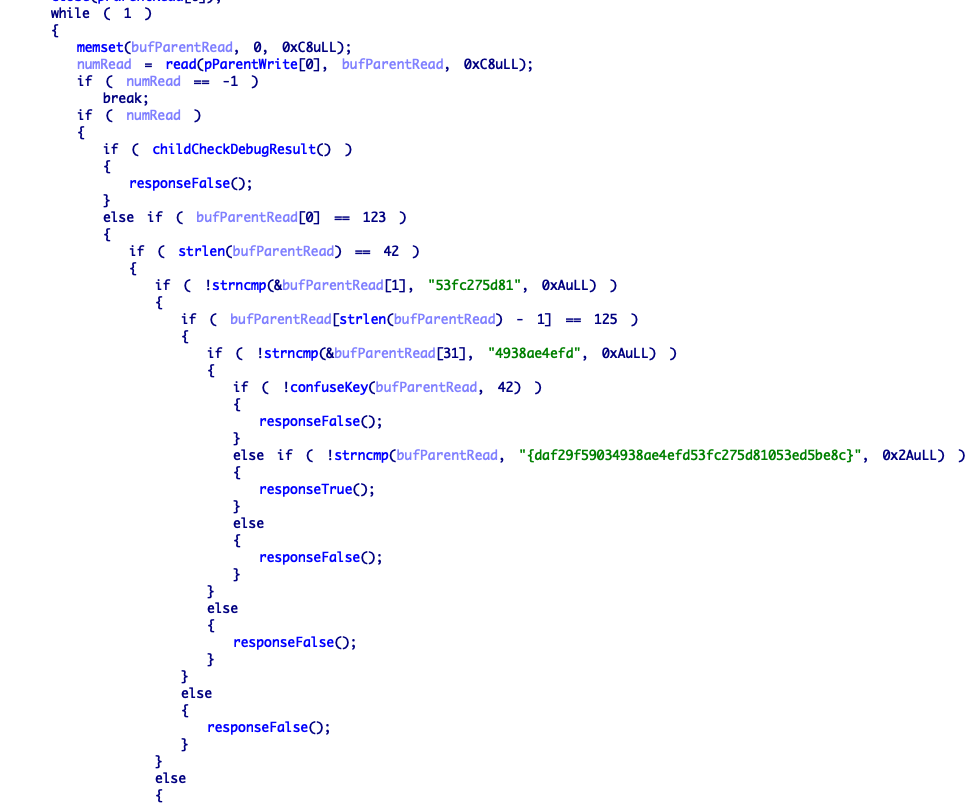 while ( 1 )
{
memset(bufParentRead, 0, 0xC8uLL);
numRead = read(pParentWrite[0], bufParentRead, 0xC8uLL);
if ( numRead == -1 )
break;
if ( numRead )
{
if ( childCheckDebugResult() )
{
responseFalse();
}
else if ( bufParentRead[0] == 123 )
{
if ( strlen(bufParentRead) == 42 )
{
if ( !strncmp(&bufParentRead[1], "53fc275d81", 0xAuLL) )
{
if ( bufParentRead[strlen(bufParentRead) - 1] == 125 )
{
if ( !strncmp(&bufParentRead[31], "4938ae4efd", 0xAuLL) )
{
if ( !confuseKey(bufParentRead, 42) )
{
responseFalse();
}
else if ( !strncmp(bufParentRead, "{daf29f59034938ae4efd53fc275d81053ed5be8c}", 0x2AuLL) )
{
responseTrue();
}
else
{
responseFalse();
}
}
else
{
responseFalse();
}
}
else
{
responseFalse();
}
}
else
{